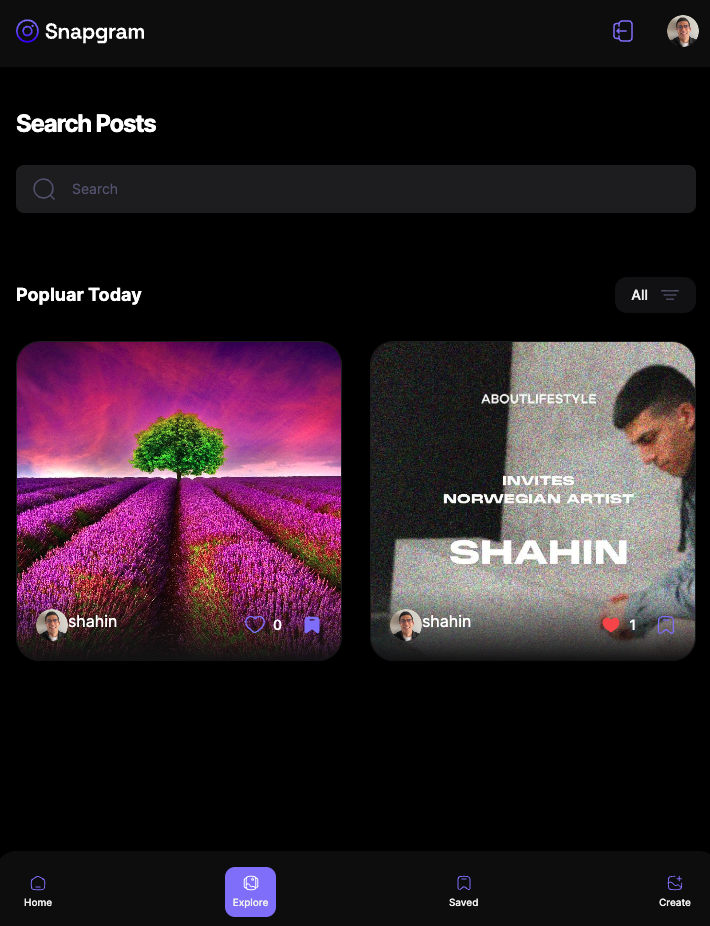 Snapgram
Search Posts
Search
Popluar Today
All
ABOUTLIFESTYLE
INVITES
NORWEGIAN ARTIST
SHAHIN
shahin
0
shahin
1
Home
Explore
Saved
Create